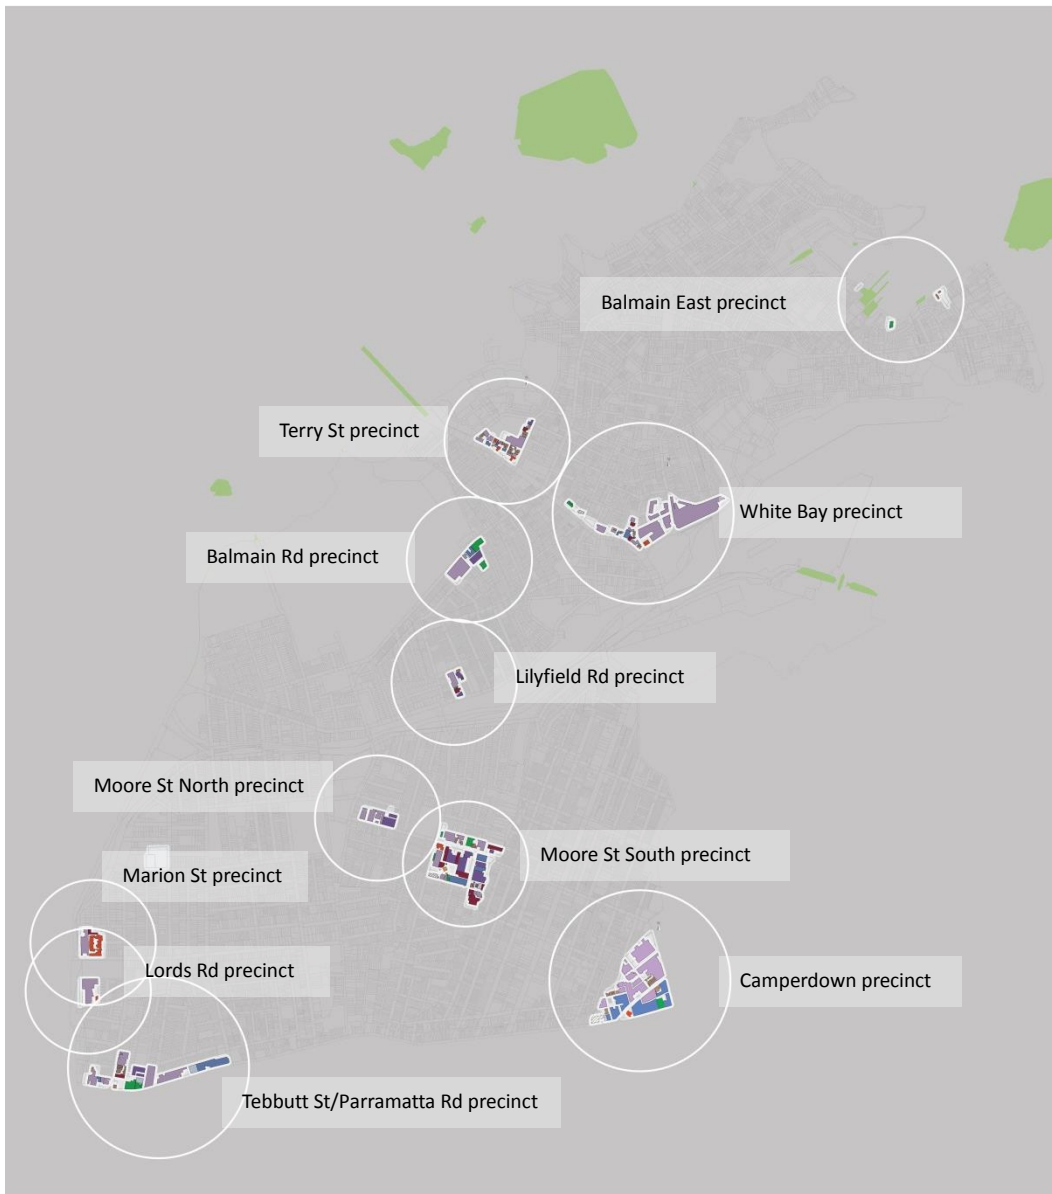 Balmain East precinct
Terry St precinct
White Bay precinct
Balmain Rd precinct
Lilyfield Rd precinct
Moore St North precinct
Moore St South precinct
Marion St precinct
Lords Rd precinct
Camperdown precinct
Tebbutt St/Parramatta Rd precinct